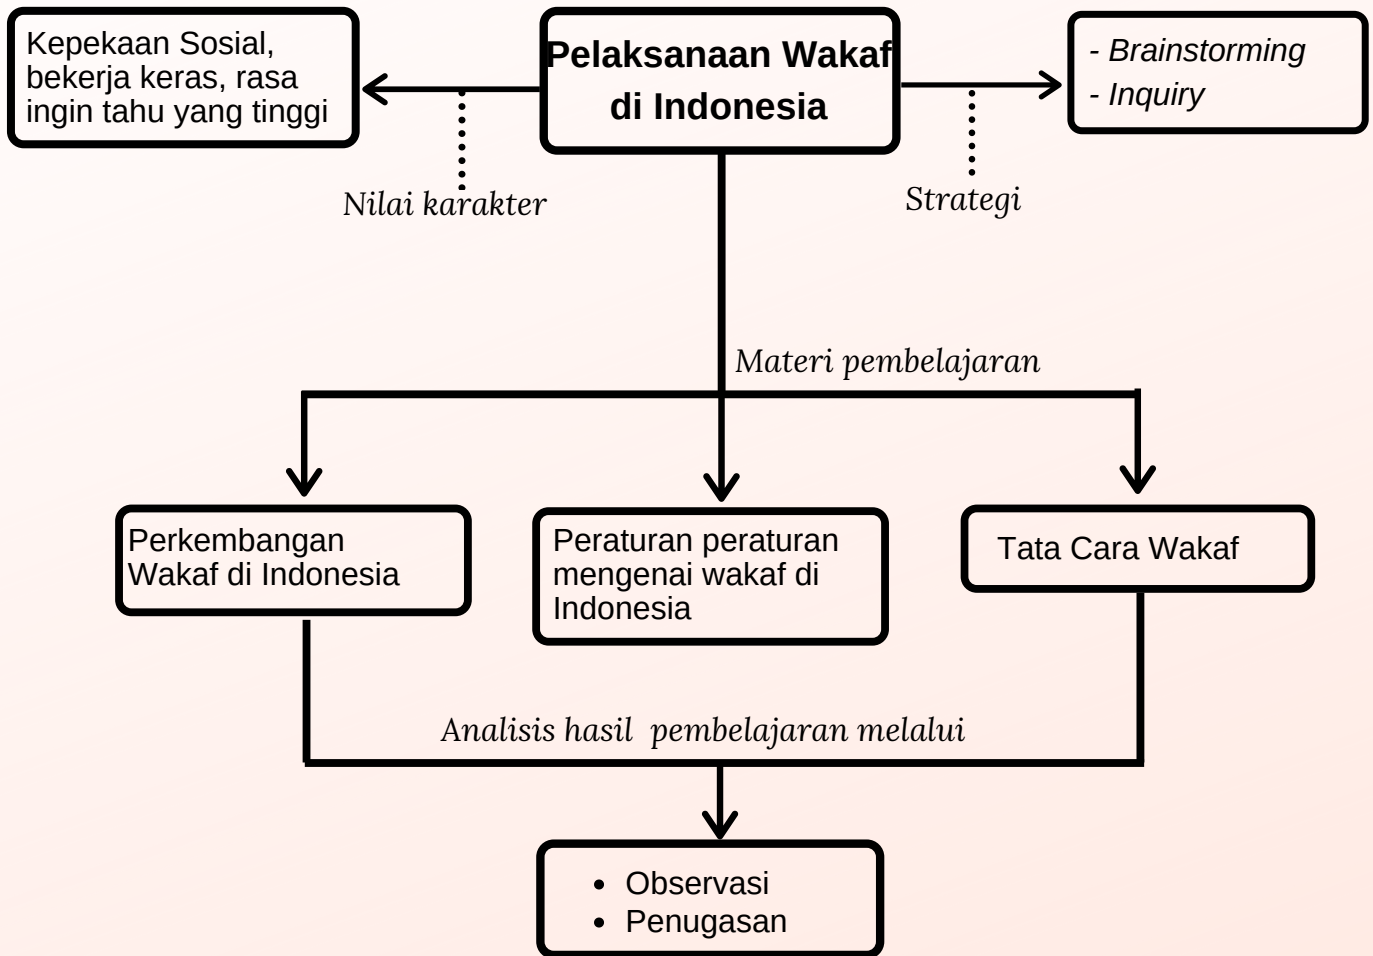 Kepekaan Sosial,
bekerja keras, rasa
ingin tahu yang tinggi
Pelaksanaan Wakaf
di Indonesia
- Brainstorming
- Inquiry
Nilai karakter
Strategi
Materi pembelajaran
Perkembangan
Wakaf di Indonesia
Peraturan peraturan
mengenai wakaf di
Indonesia
Tata Cara Wakaf
Analisis hasil  pembelajaran melalui
• Observasi
• Penugasan